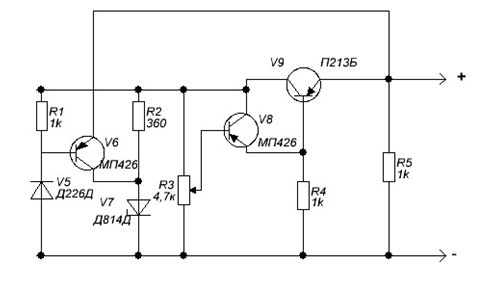 V9
П213Б
+
R1
1k
R2
360
V6
МП426
V8
МП426
V5
Д226Д
V7
Д814Д
R3
4,7к
R4
1k
R5
1k
-